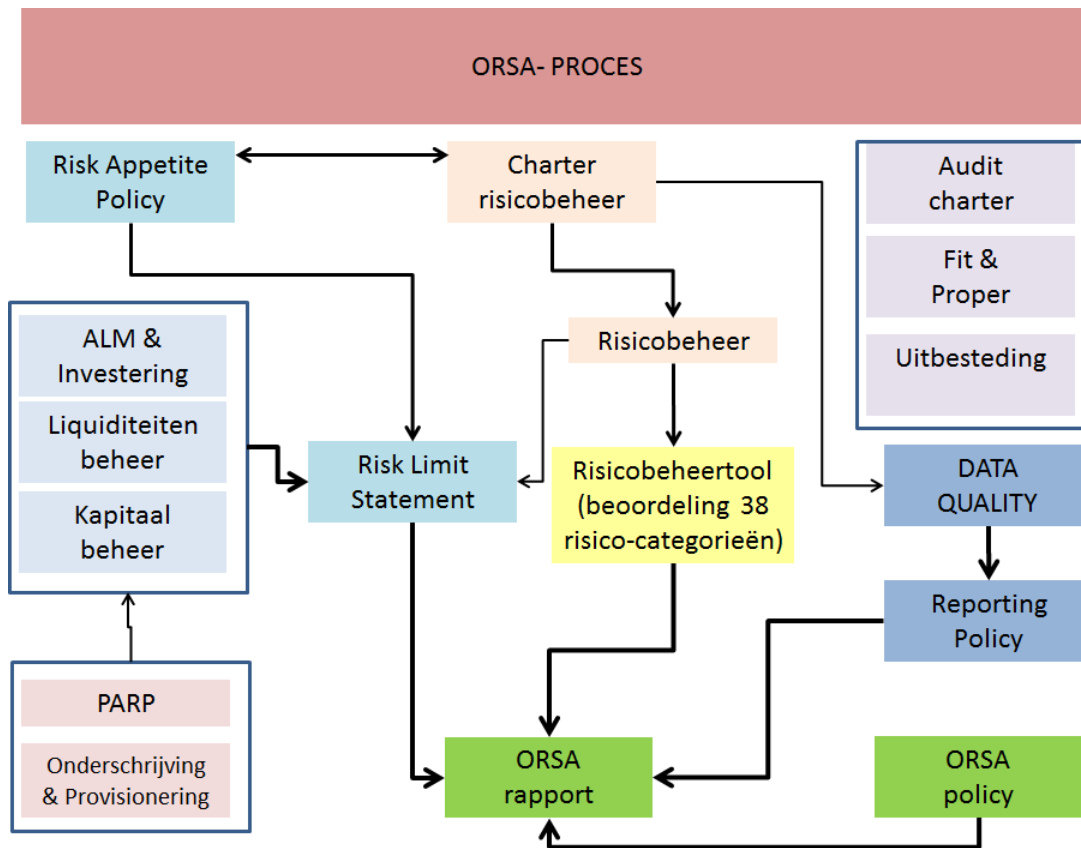 ORSA- PROCES
Risk Appetite
Policy
Charter
risicobeheer
Audit
charter
Fit &
Proper
Uitbesteding
ALM &
Investering
Liquiditeiten
beheer
Kapitaal
beheer
Risicobeheer
Risk Limit
Statement
Risicobeheertool
(beoordeling 38
risico-categorieën)
DATA
QUALITY
Reporting
Policy
PARP
Onderschrijving
& Provisionering
ORSA
rapport
ORSA
policy